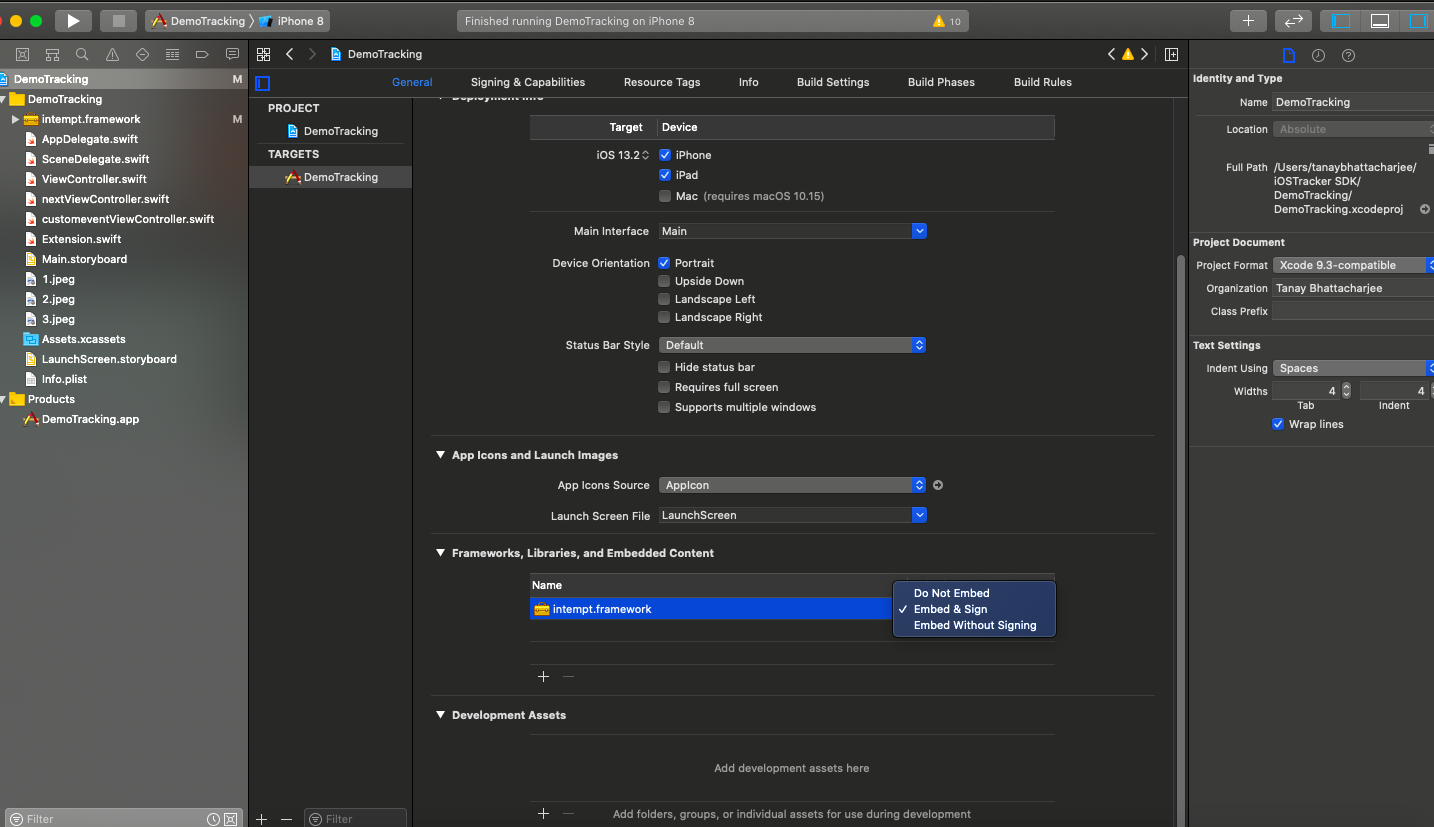 DemoTracking
iPhone 8
Finished running DemoTracking on iPhone 8
10
DemoTracking
M
DemoTracking
intempt.framework
M
AppDelegate.swift
SceneDelegate.swift
ViewController.swift
nextViewController.swift
customeventViewController.swift
Extension.swift
Main.storyboard
1.jpeg
2.jpeg
3.jpeg
Assets.xcassets
LaunchScreen.storyboard
Info.plist
Products
DemoTracking.app
Filter
DemoTracking
General
Signing & Capabilities
Resource Tags
Info
Build Settings
Build Phases
Build Rules
PROJECT
DemoTracking
TARGETS
DemoTracking
Filter
Deployment Info
Target
Device
iOS 13.2
iPhone
iPad
Mac (requires macOS 10.15)
Main Interface
Main
Device Orientation
Portrait
Upside Down
Landscape Left
Landscape Right
Status Bar Style
Default
Hide status bar
Requires full screen
Supports multiple windows
App Icons and Launch Images
App Icons Source
AppIcon
Launch Screen File
LaunchScreen
Frameworks, Libraries, and Embedded Content
Name
intempt.framework
Do Not Embed
Embed & Sign
Embed Without Signing
Development Assets
Add development assets here
Add folders, groups, or individual assets for use during development
Identity and Type
Name
DemoTracking
Location
Absolute
Full Path
/Users/tanaybhattacharjee/
iOSTracker SDK/
DemoTracking/
DemoTracking.xcodeproj
Project Document
Project Format
Xcode 9.3-compatible
Organization
Tanay Bhattacharjee
Class Prefix
Text Settings
Indent Using
Spaces
Widths
4
4
Tab
Indent
Wrap lines